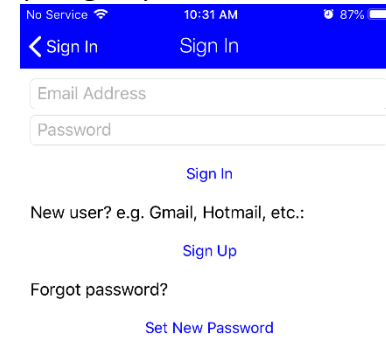 No Service 10:31 AM 87%
Sign In Sign In
Email Address
Password
Sign In
New user? e.g. Gmail, Hotmail, etc.:
Sign Up
Forgot password?
Set New Password